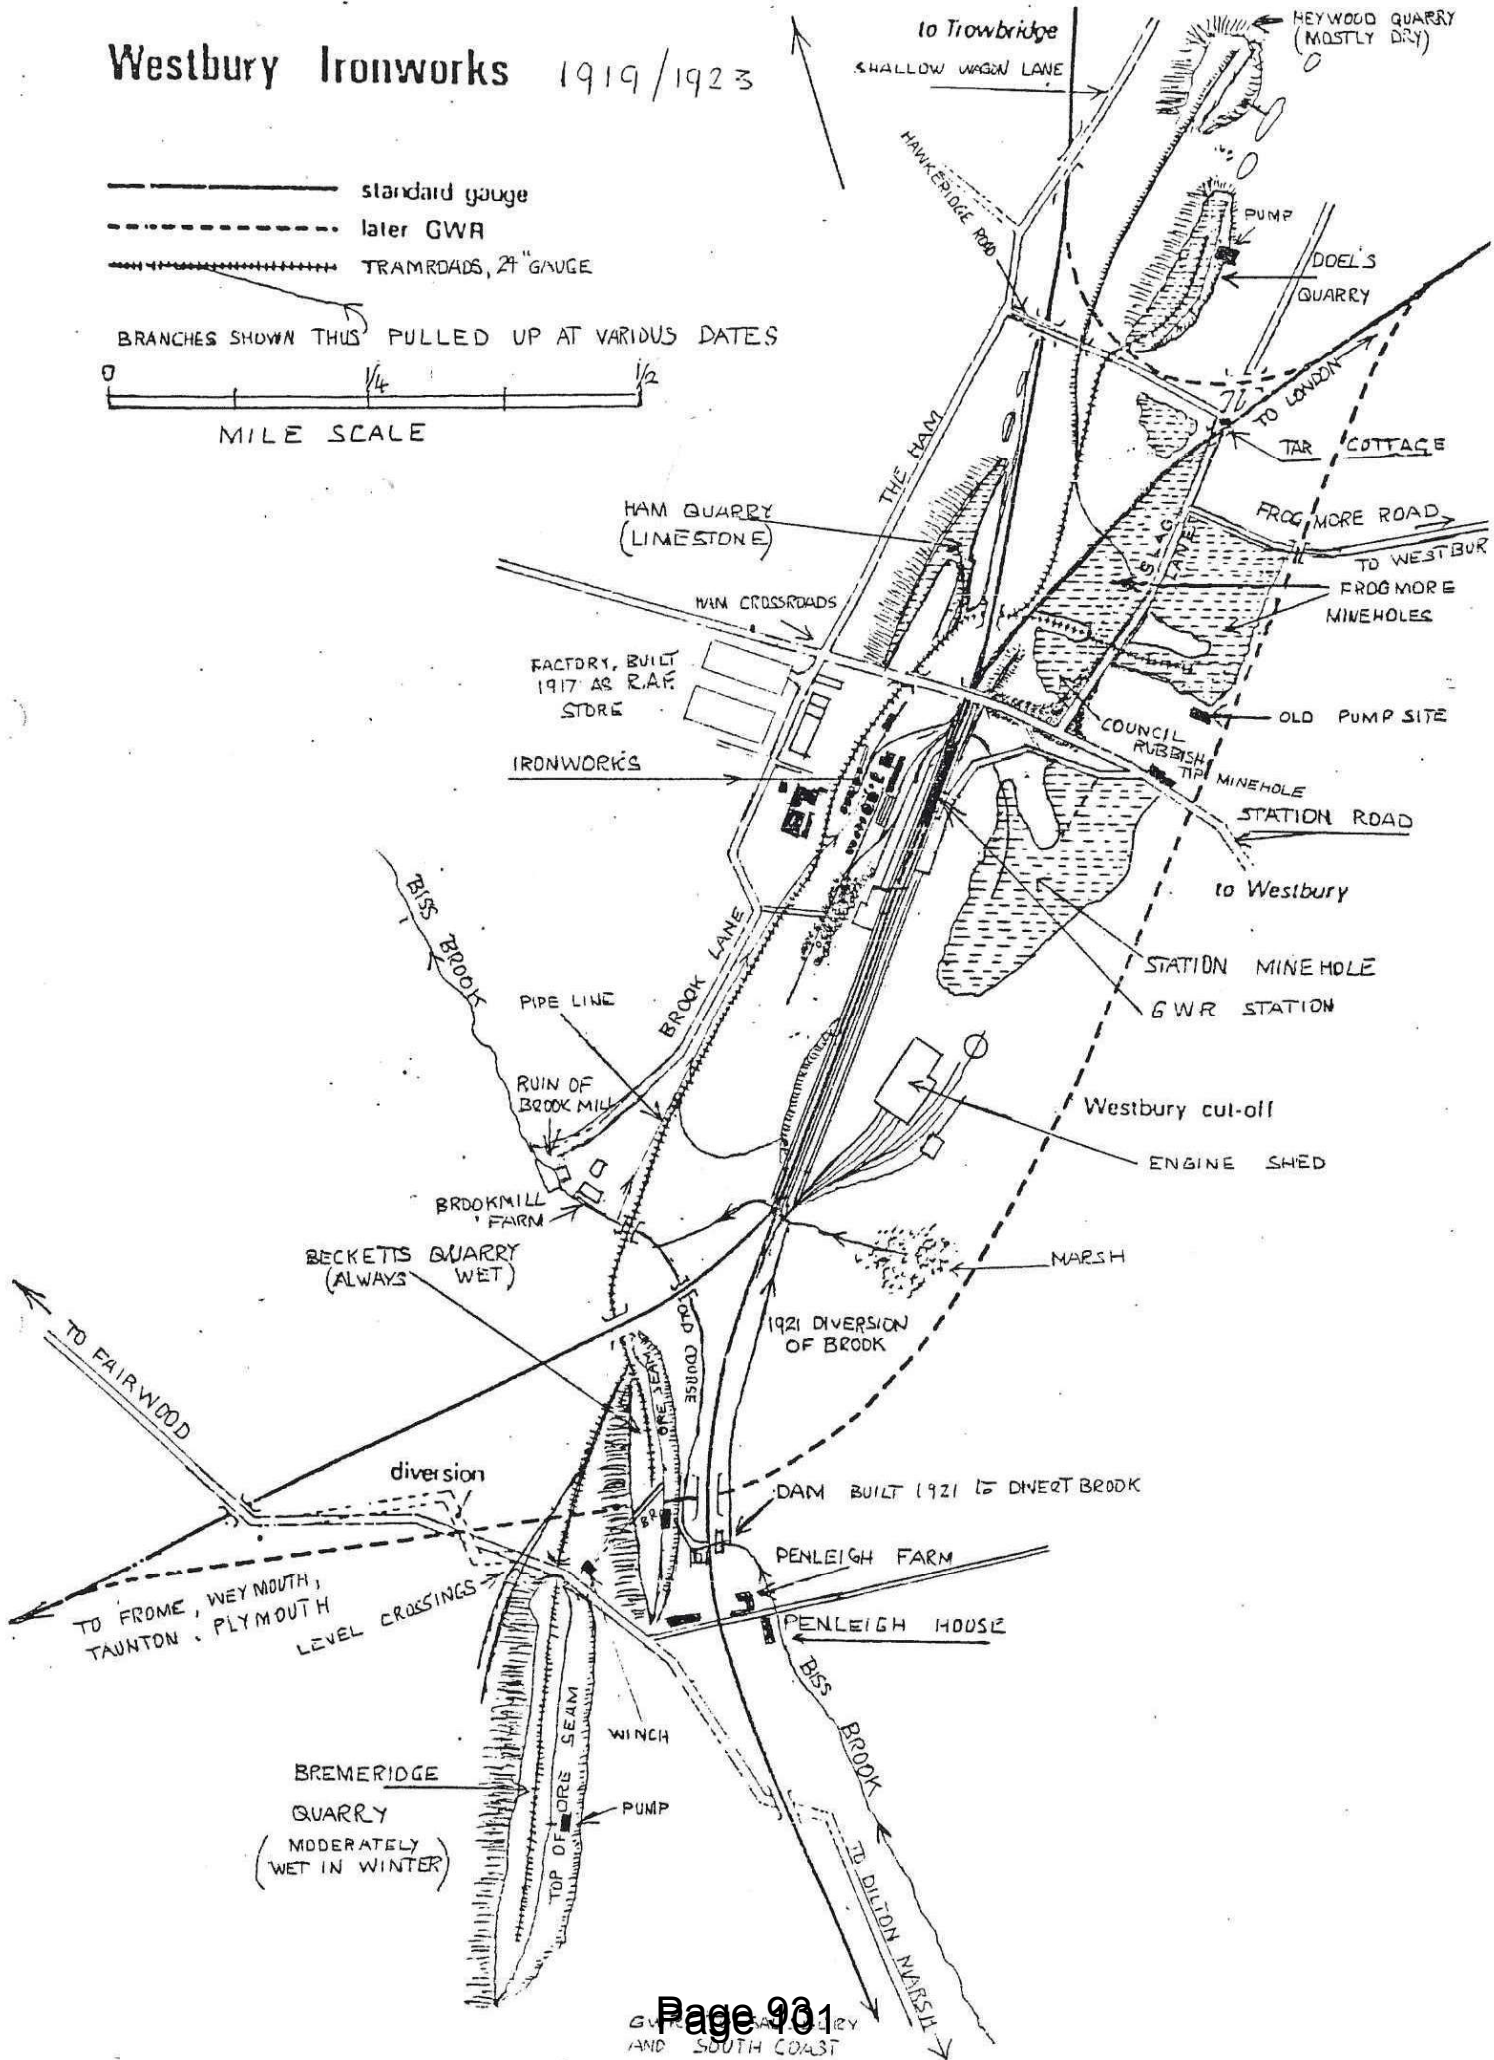 Westbury Ironworks 1919/1923
to Trowbridge
SHALLOW WAGON LANE
HEYWOOD QUARRY
(MOSTLY DRY)
standard gauge
later GWR
TRAMROADS, 24" GAUGE
BRANCHES SHOWN THUS PULLED UP AT VARIOUS DATES
0 1/4 1/2
MILE SCALE
HAWKERIDGE ROAD
PUMP
DOEL'S
QUARRY
TO LONDON
TAR COTTAGE
THE HAM
HAM QUARRY
(LIMESTONE)
SLAG
LANE
FROGMORE ROAD
TO WESTBUR
FROGMORE
MINEHOLES
HAM CROSSROADS
FACTORY, BUILT
1917 AS R.A.F.
STORE
OLD PUMP SITE
COUNCIL
RUBBISH
TIP
MINEHOLE
IRONWORKS
STATION ROAD
to Westbury
BISS BROOK
BROOK LANE
STATION MINEHOLE
GWR STATION
PIPE LINE
RUIN OF
BROOK MILL
Westbury cut-off
ENGINE SHED
BROOKMILL
FARM
BECKETTS QUARRY
(ALWAYS WET)
MARSH
OLD COURSE
1921 DIVERSION
OF BROOK
TO FAIRWOOD
ORE SEAM
diversion
DAM BUILT 1921 to DIVERT BROOK
BR
PENLEIGH FARM
PENLEIGH HOUSE
TO FROME, WEYMOUTH,
TAUNTON, PLYMOUTH
LEVEL CROSSINGS
BISS BROOK
WINCH
BREMERIDGE
QUARRY
(MODERATELY
WET IN WINTER)
TOP OF ORE SEAM
PUMP
TO DILTON MARSH
Page
AND SOUTH COAST